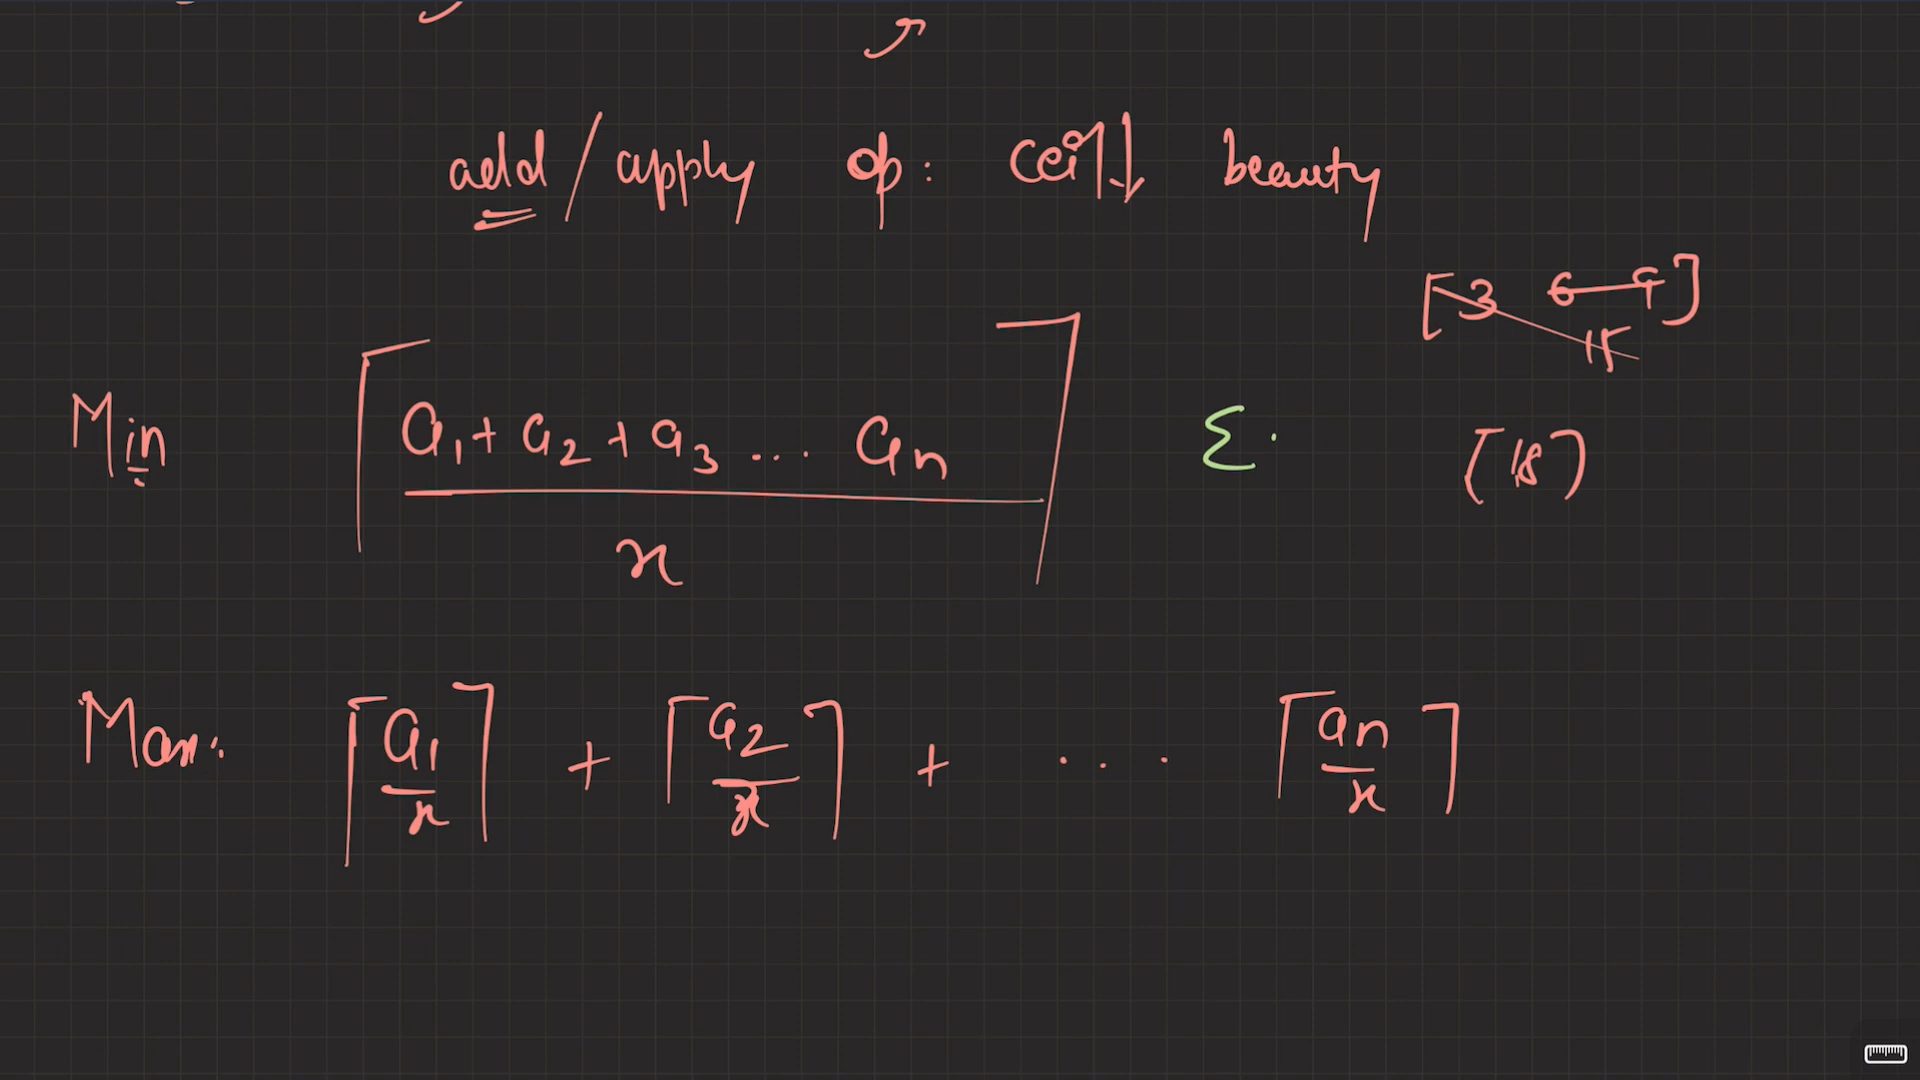 add / apply op: ceil↓ beauty
[3 6 9]
15
Min ⌈(a₁ + a₂ + a₃ ... aₙ) / x⌉ Σ.
[18]
Max: ⌈a₁/x⌉ + ⌈a₂/x⌉ + ... ⌈aₙ/x⌉